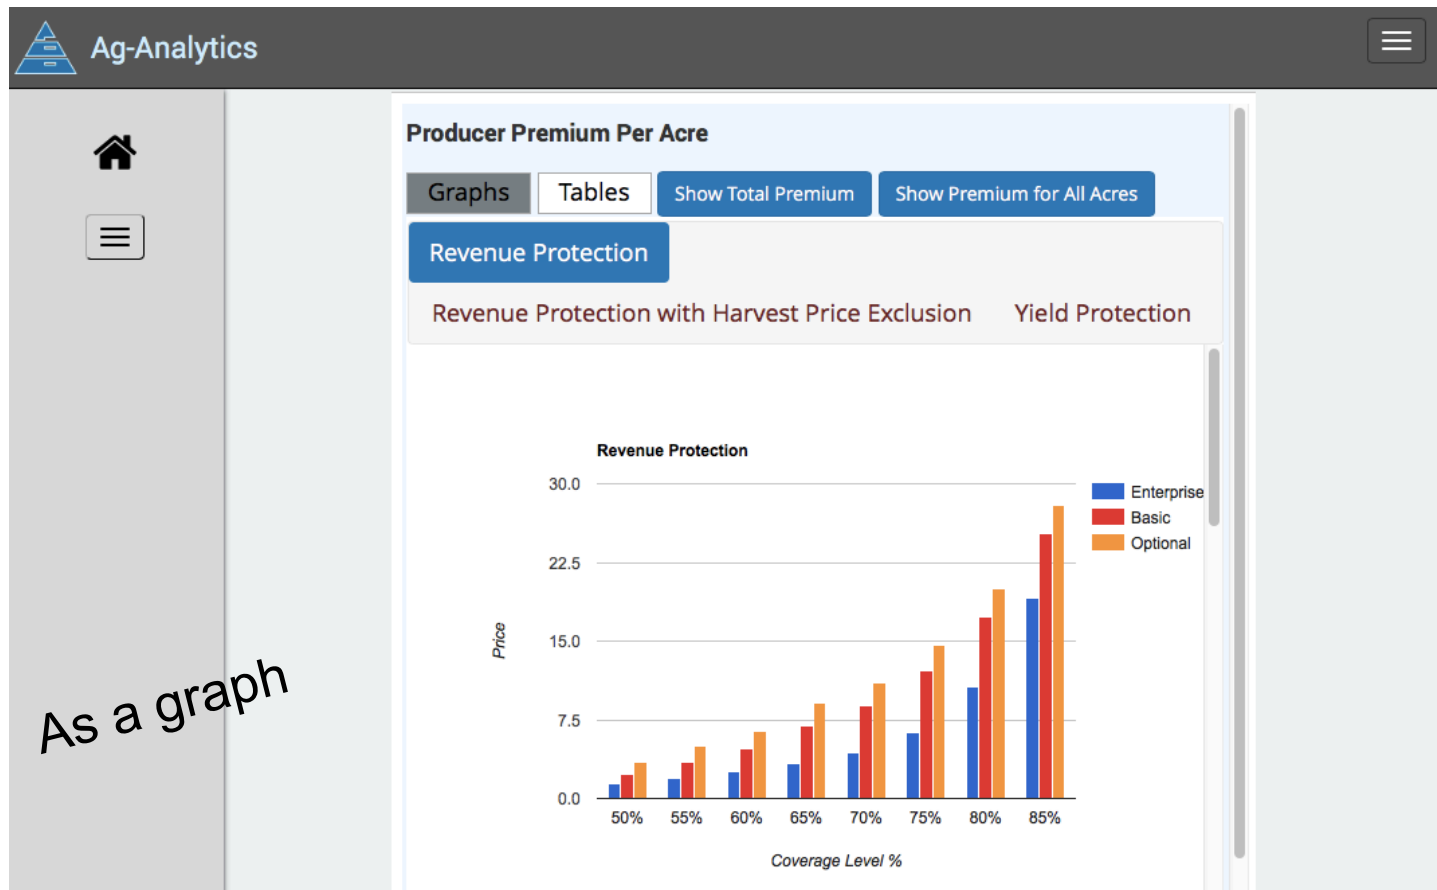 Ag-Analytics
Producer Premium Per Acre
Graphs Tables Show Total Premium Show Premium for All Acres
Revenue Protection
Revenue Protection with Harvest Price Exclusion Yield Protection
Revenue Protection
30.0
22.5
15.0
7.5
0.0
Price
Enterprise
Basic
Optional
50% 55% 60% 65% 70% 75% 80% 85%
Coverage Level %
As a graph